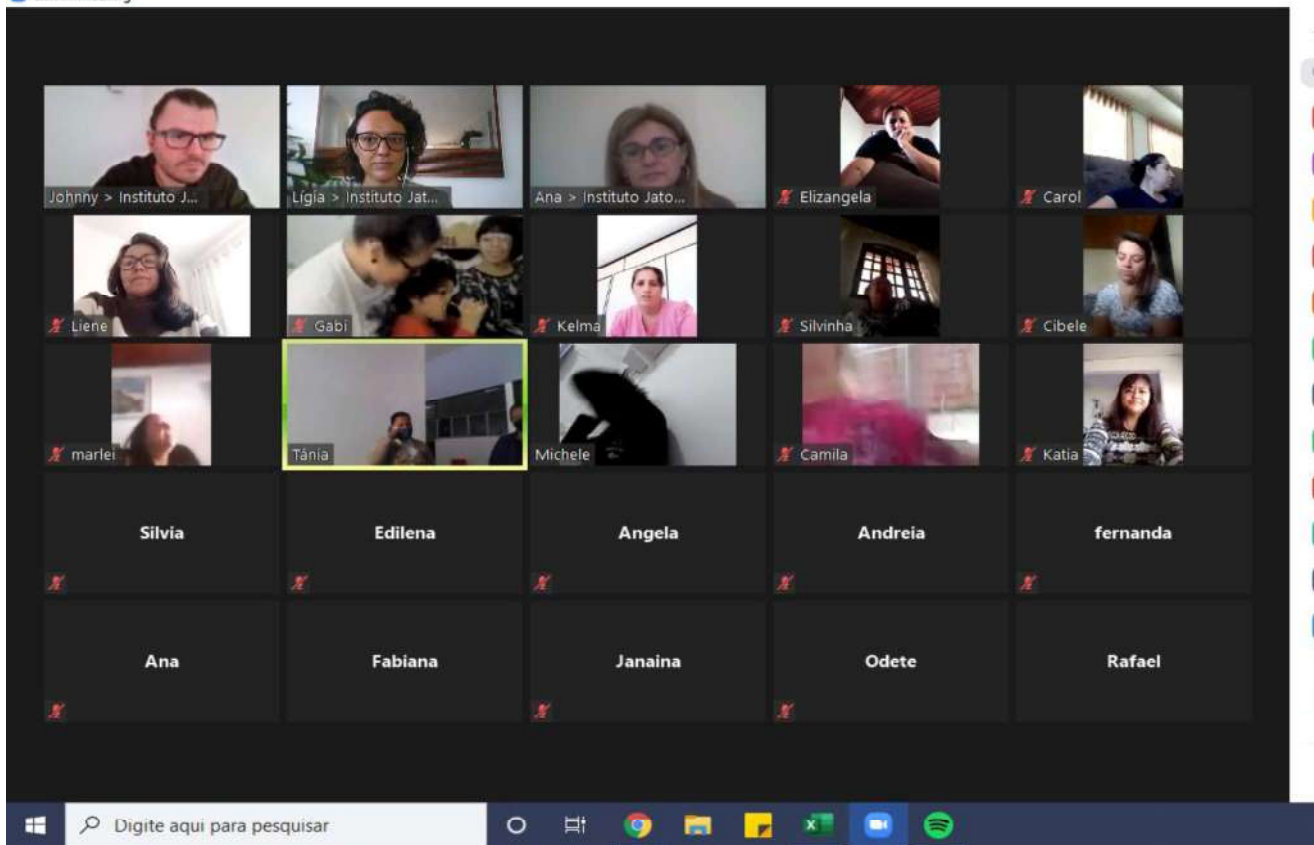 Johnny > Instituto J...
Lígia > Instituto Jat...
Ana > Instituto Jato...
Elizangela
Carol
Liene
Gabi
Kelma
Silvinha
Cibele
marlei
Tânia
Michele
Camila
Katia
Silvia
Edilena
Angela
Andreia
fernanda
Ana
Fabiana
Janaina
Odete
Rafael
Digite aqui para pesquisar